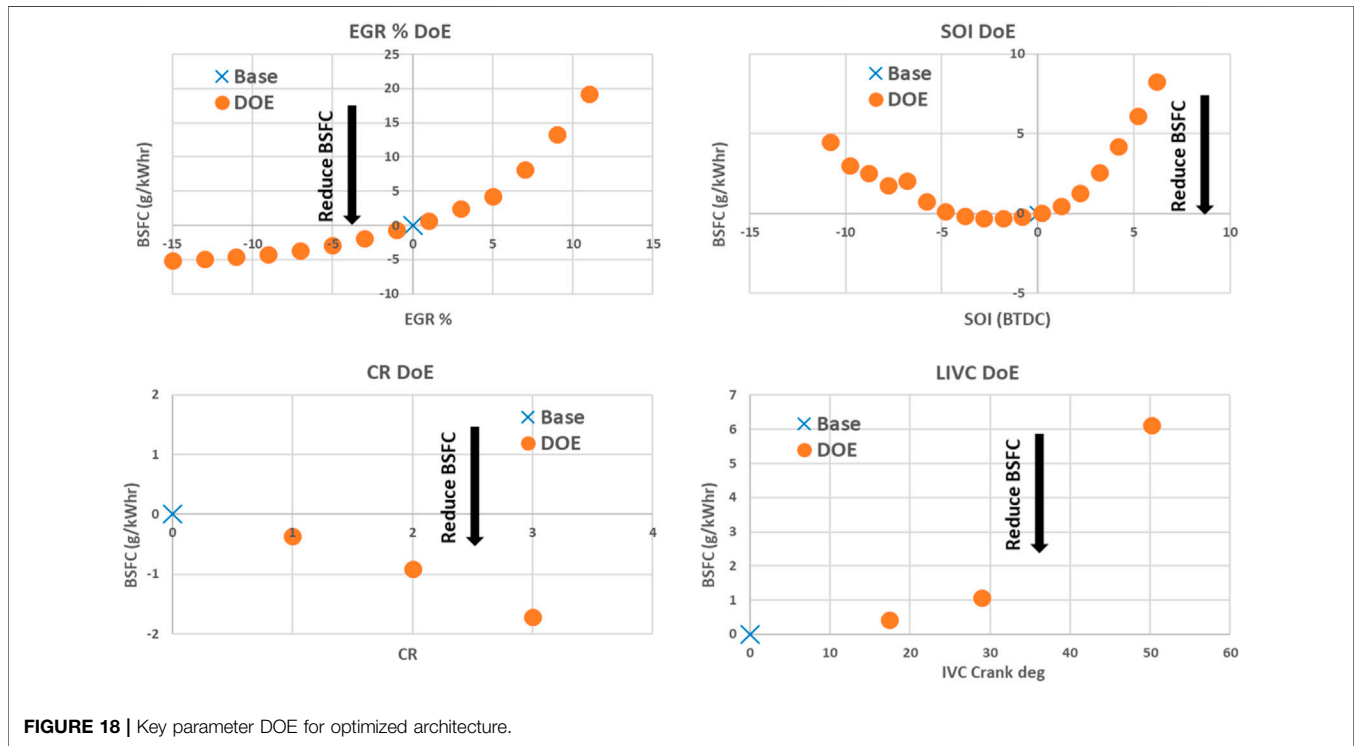 EGR % DoE
25
20
15
10
5
0
-5
-10
-15
-10
-5
0
5
10
15
Base
DOE
Reduce BSFC
BSFC (g/kWhr)
EGR %
SOI DoE
10
5
0
-5
-15
-10
-5
0
5
10
Base
DOE
Reduce BSFC
BSFC (g/kWhr)
SOI (BTDC)
CR DoE
2
1
0
-1
-2
0
1
2
3
4
Base
DOE
Reduce BSFC
BSFC (g/kWhr)
CR
LIVC DoE
7
6
5
4
3
2
1
0
0
10
20
30
40
50
60
Base
DOE
Reduce BSFC
BSFC (g/kWhr)
IVC Crank deg
FIGURE 18 | Key parameter DOE for optimized architecture.